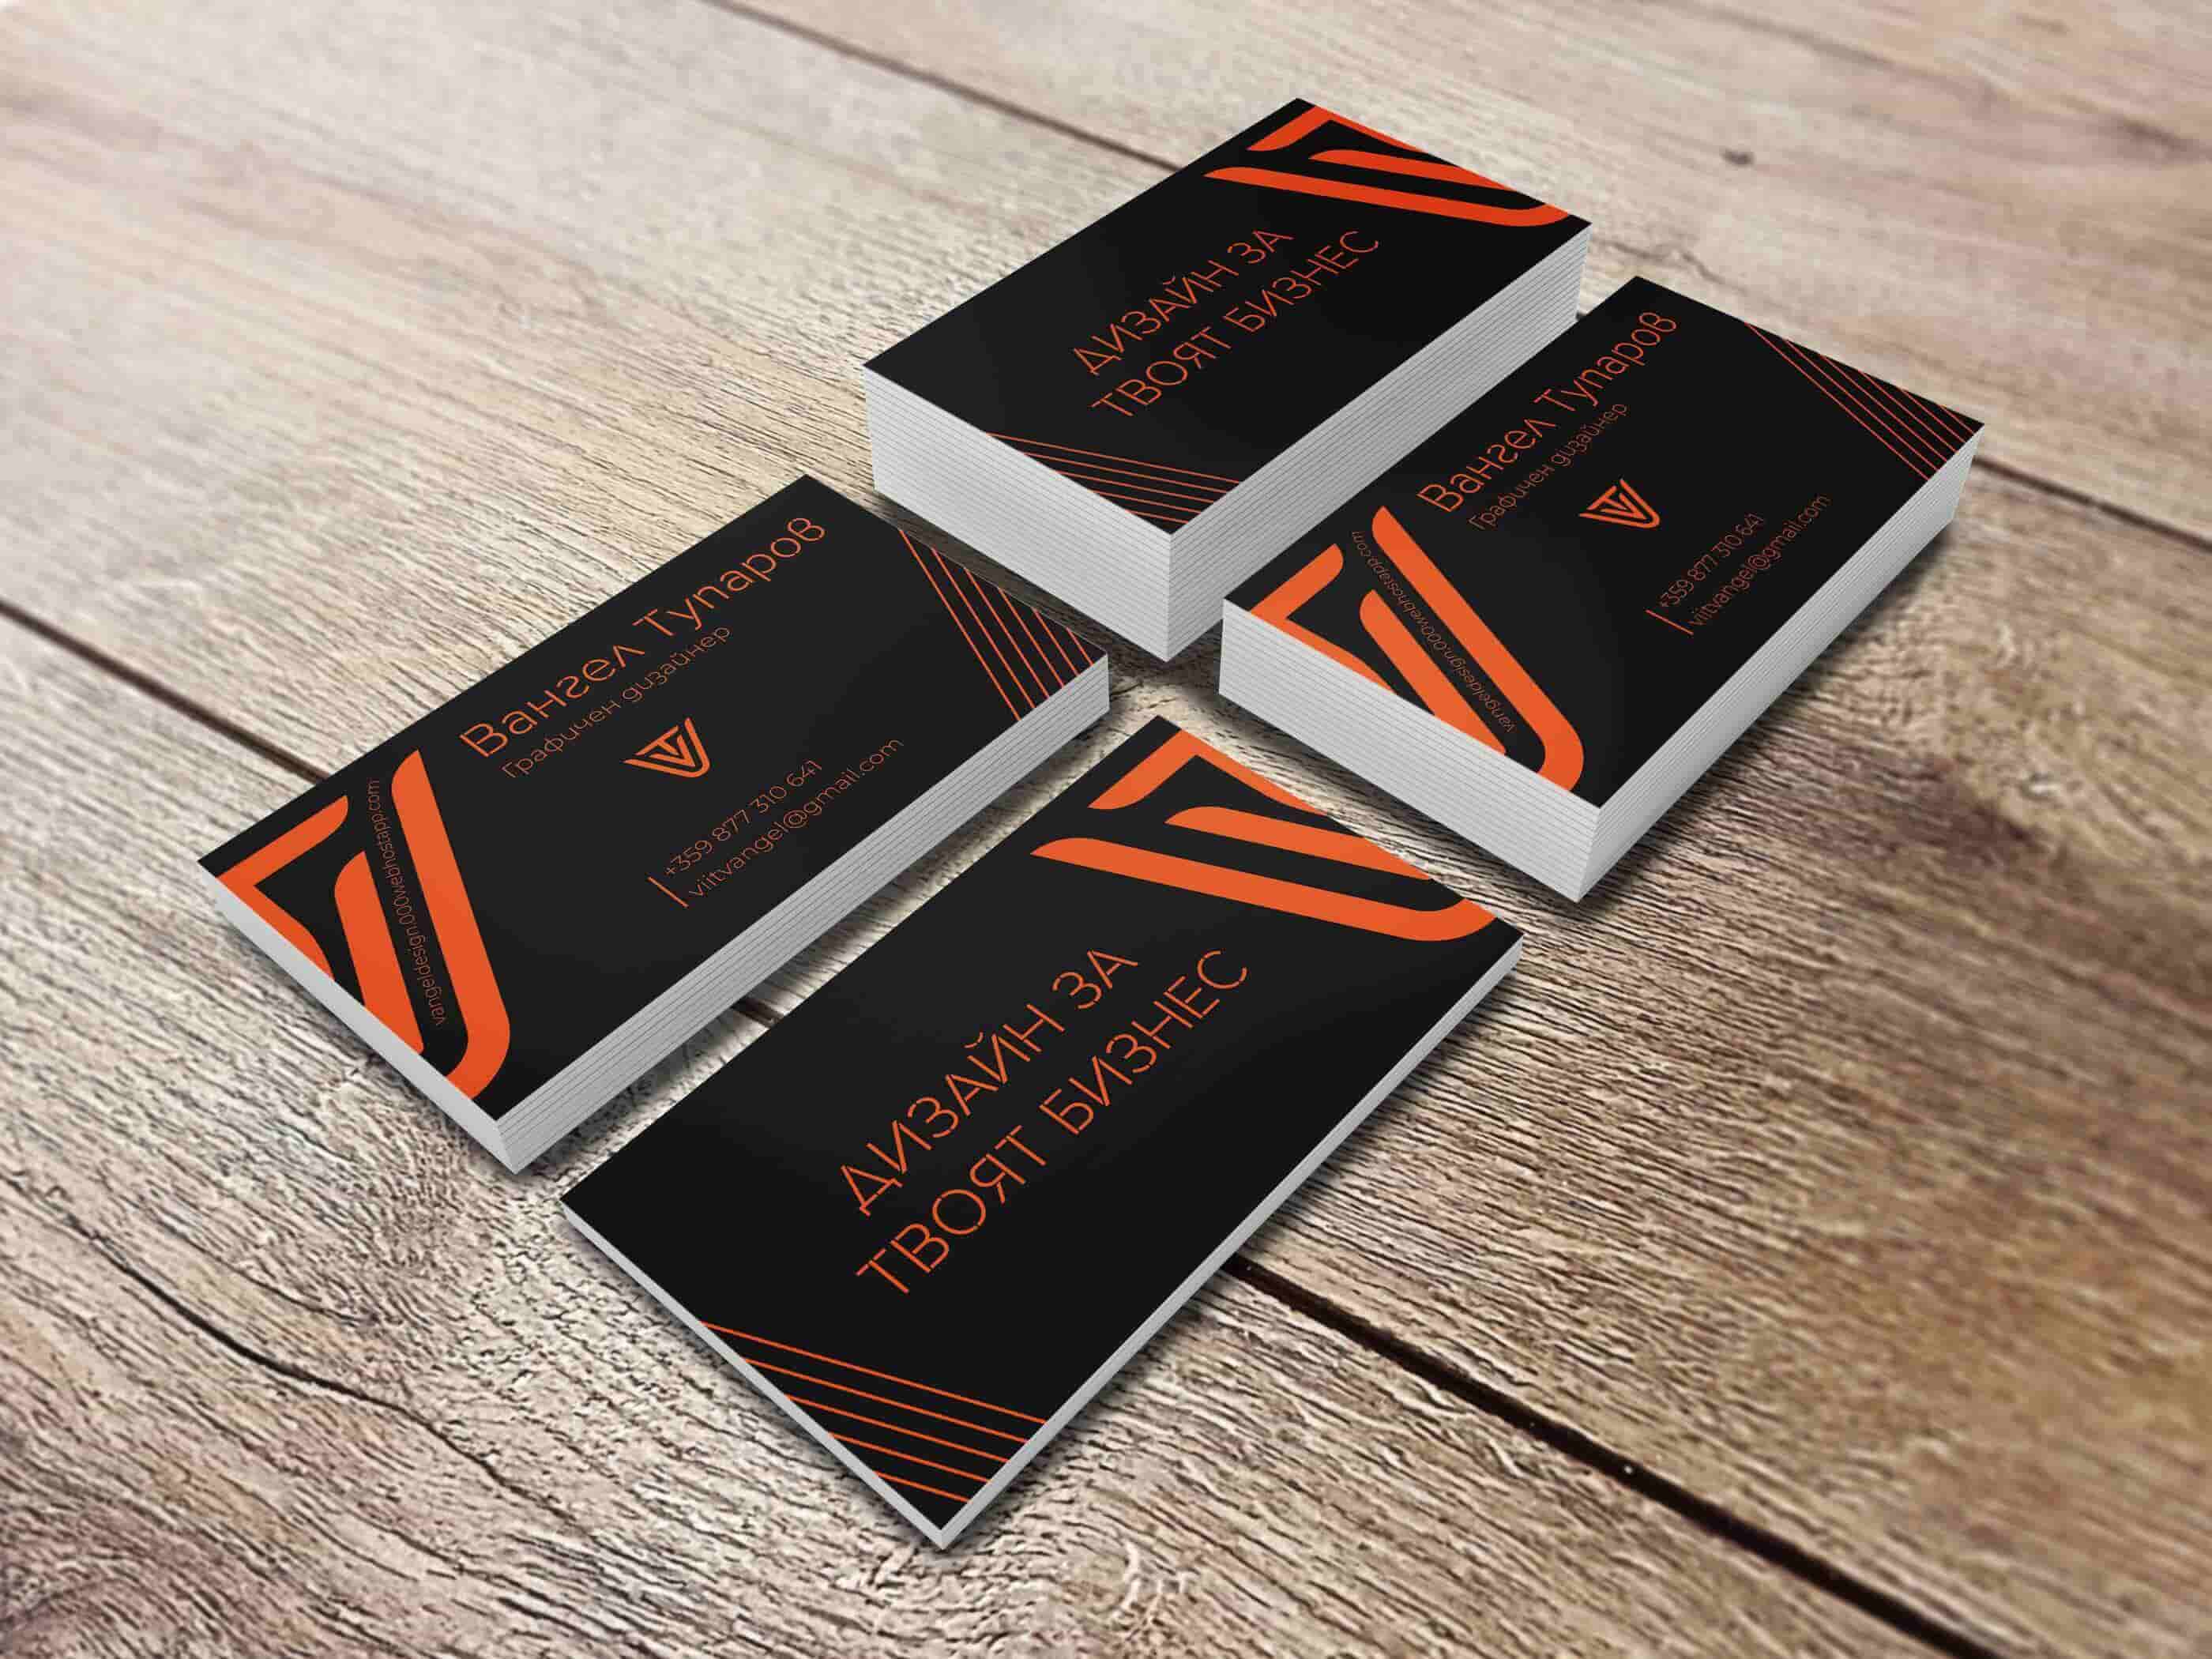 ДИЗАЙН ЗА
ТВОЯТ БИЗНЕС
Вангел Тупаров
Графичен дизайнер
+359 877 310 641
viitvangel@gmail.com
vangeldesign.000webhostapp.com
Вангел Тупаров
Графичен дизайнер
+359 877 310 641
viitvangel@gmail.com
vangeldesign.000webhostapp.com
ДИЗАЙН ЗА
ТВОЯТ БИЗНЕС